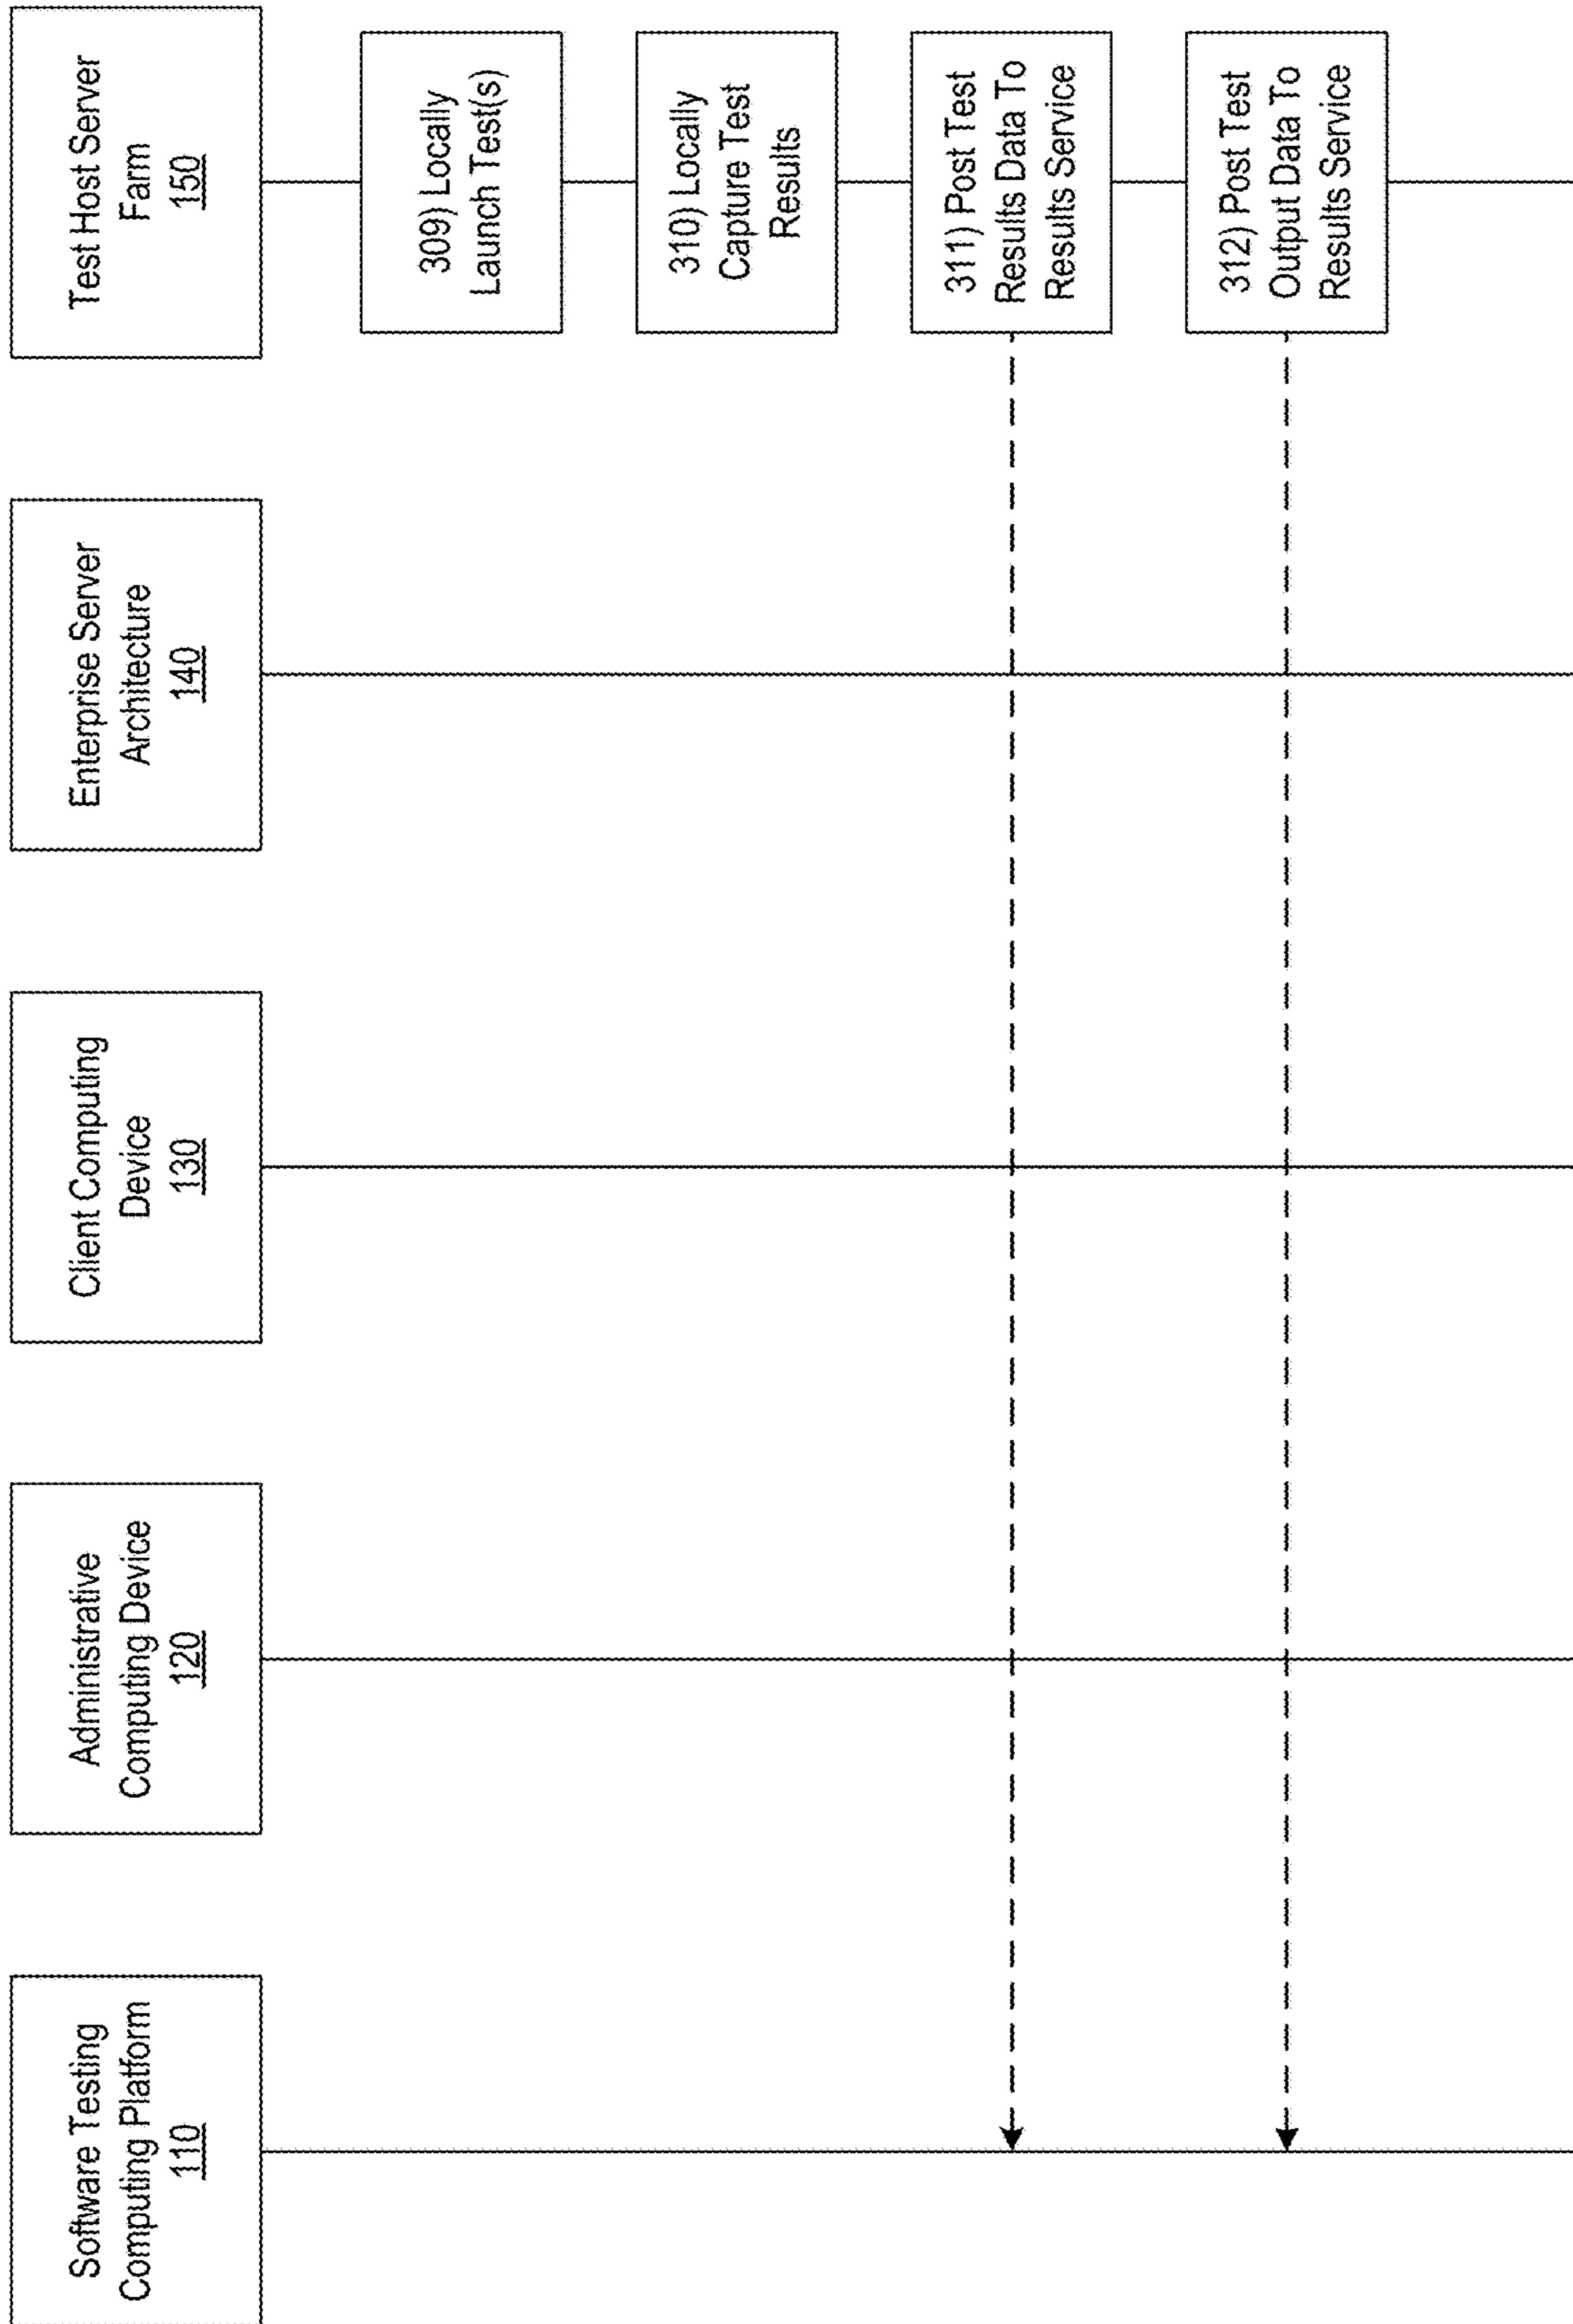 Software Testing
Computing Platform
110
Administrative
Computing Device
120
Client Computing
Device
130
Enterprise Server
Architecture
140
Test Host Server
Farm
150
309) Locally
Launch Test(s)
310) Locally
Capture Test
Results
311) Post Test
Results Data To
Results Service
312) Post Test
Output Data To
Results Service